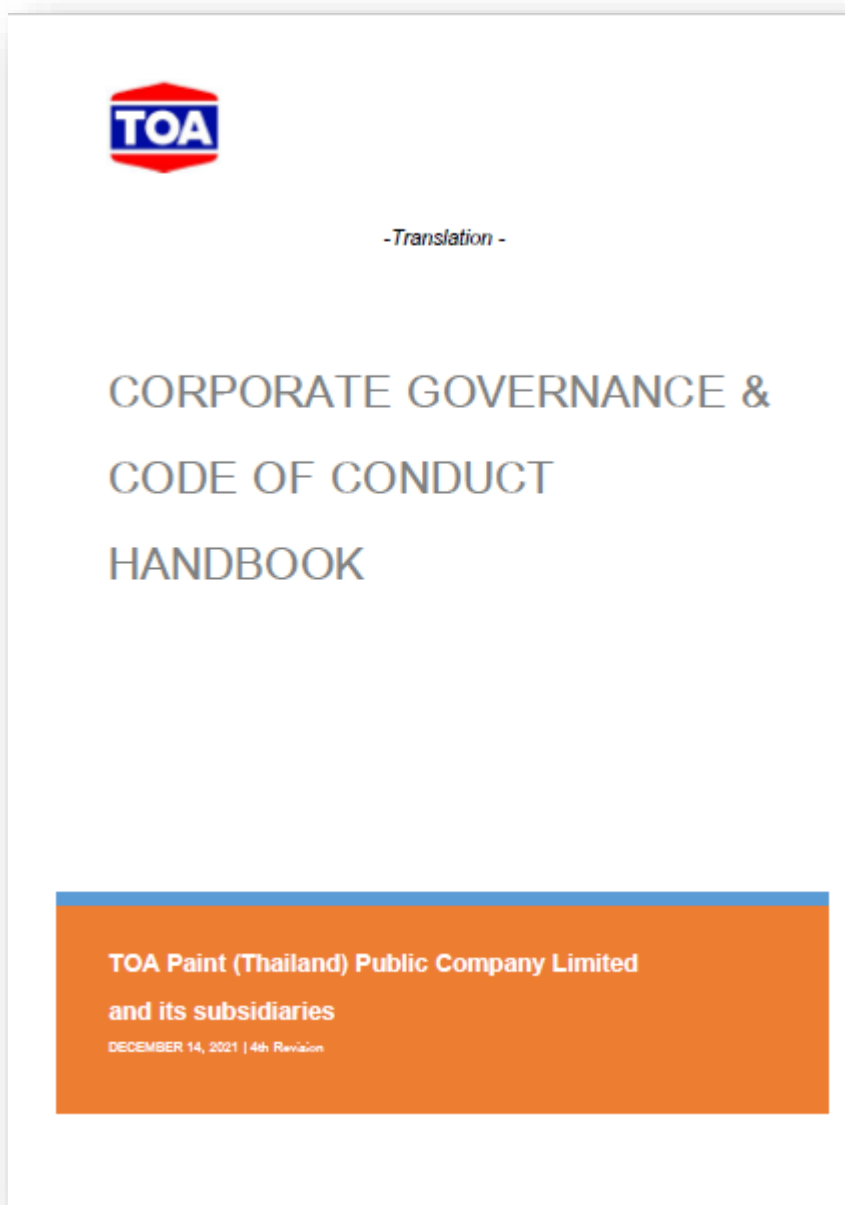 TOA
-Translation -
CORPORATE GOVERNANCE &
CODE OF CONDUCT
HANDBOOK
TOA Paint (Thailand) Public Company Limited
and its subsidiaries
DECEMBER 14, 2021 | 4th Revision